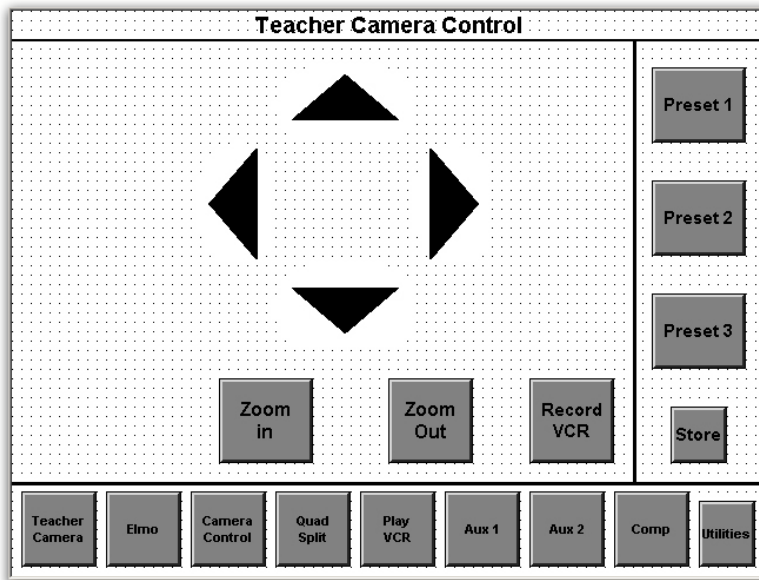 Teacher Camera Control
Preset 1
Preset 2
Preset 3
Zoom
in
Zoom
Out
Record
VCR
Store
Teacher
Camera
Elmo
Camera
Control
Quad
Split
Play
VCR
Aux 1
Aux 2
Comp
Utilities